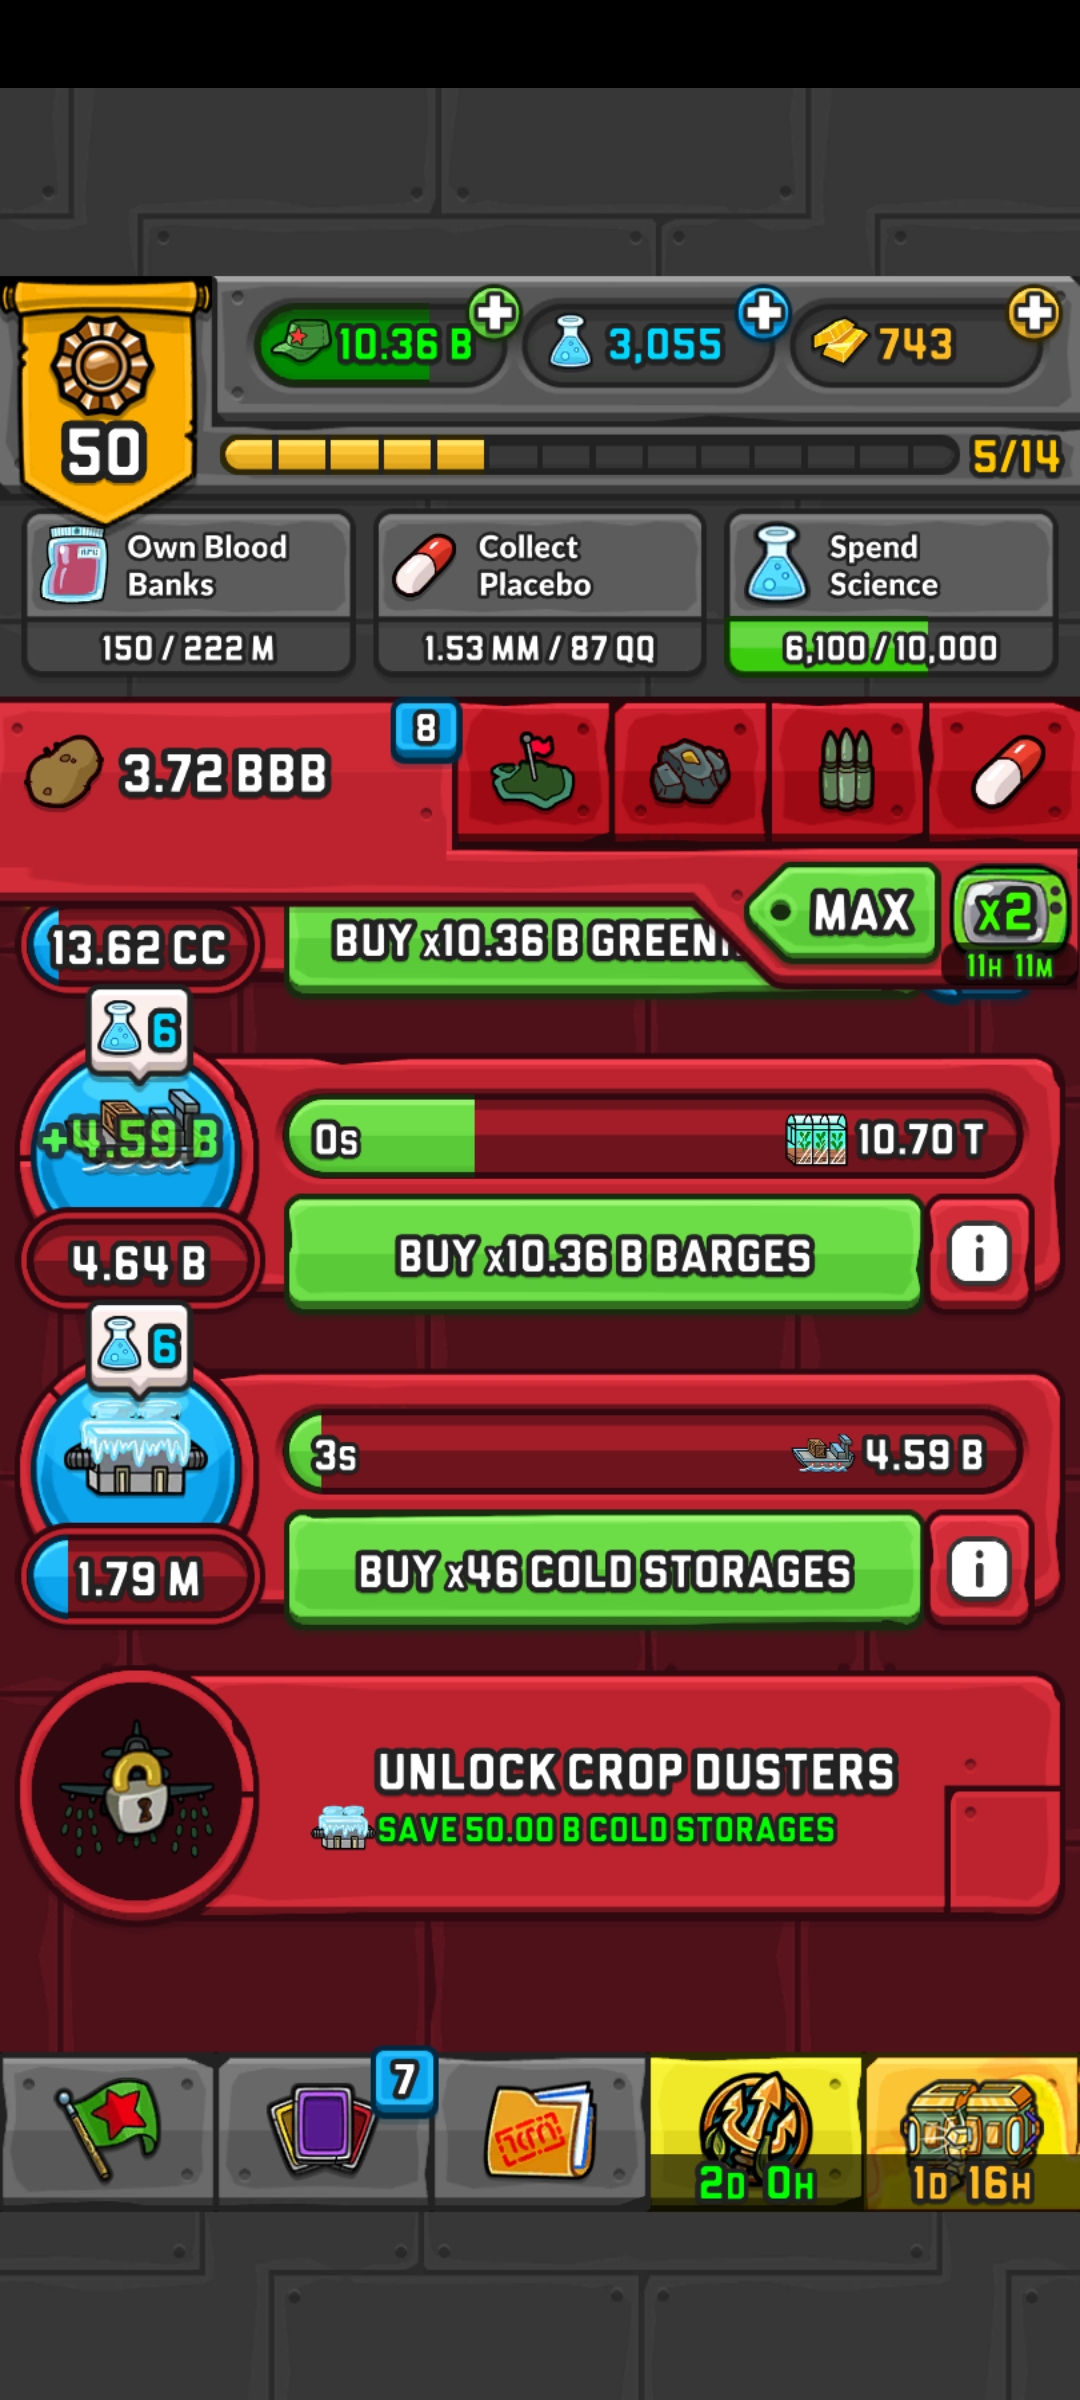 10.36 B
3,055
743
50
5/14
Own Blood
Banks
150 / 222 M
Collect
Placebo
1.53 MM / 87 QQ
Spend
Science
6,100 / 10,000
3.72 BBB
8
MAX
x2
11H 11M
13.62 CC
BUY x10.36 B
6
+4.59 B
0s
10.70 T
4.64 B
BUY x10.36 B BARGES
i
6
3s
4.59 B
1.79 M
BUY x46 COLD STORAGES
i
UNLOCK CROP DUSTERS
SAVE 50.00 B COLD STORAGES
7
2D 0H
1D 16H